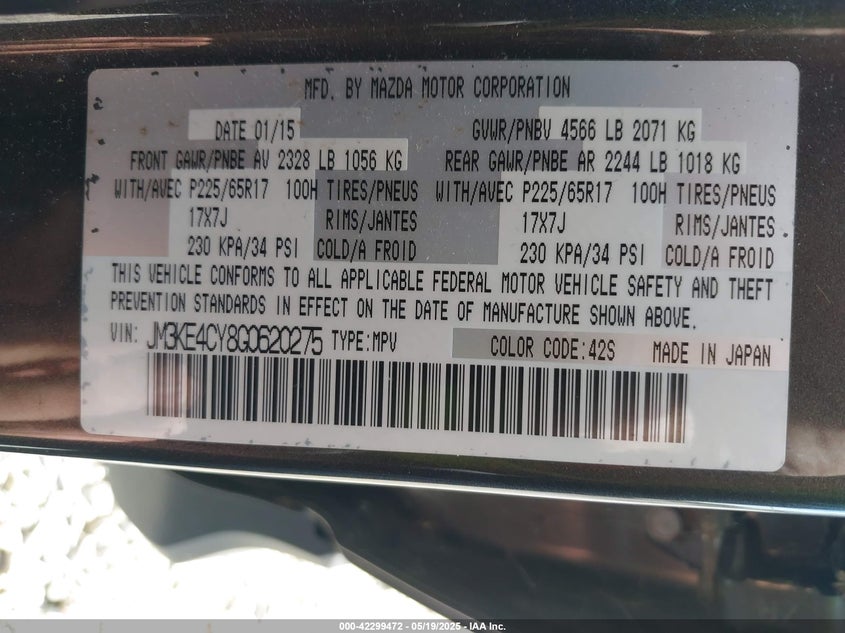 MFD. BY MAZDA MOTOR CORPORATION
DATE 01/15 GVWR/PNBV 4566 LB 2071 KG
FRONT GAWR/PNBE AV 2328 LB 1056 KG REAR GAWR/PNBE AR 2244 LB 1018 KG
WITH/AVEC P225/65R17 100H TIRES/PNEUS WITH/AVEC P225/65R17 100H TIRES/PNEUS
17X7J RIMS/JANTES 17X7J RIMS/JANTES
230 KPA/34 PSI COLD/A FROID 230 KPA/34 PSI COLD/A FROID
THIS VEHICLE CONFORMS TO ALL APPLICABLE FEDERAL MOTOR VEHICLE SAFETY AND THEFT
PREVENTION STANDARDS IN EFFECT ON THE DATE OF MANUFACTURE SHOWN ABOVE.
VIN: JM3KE4CY8G0620275 TYPE:MPV COLOR CODE:42S MADE IN JAPAN
000-42299472 — 05/19/2025 — IAA Inc.